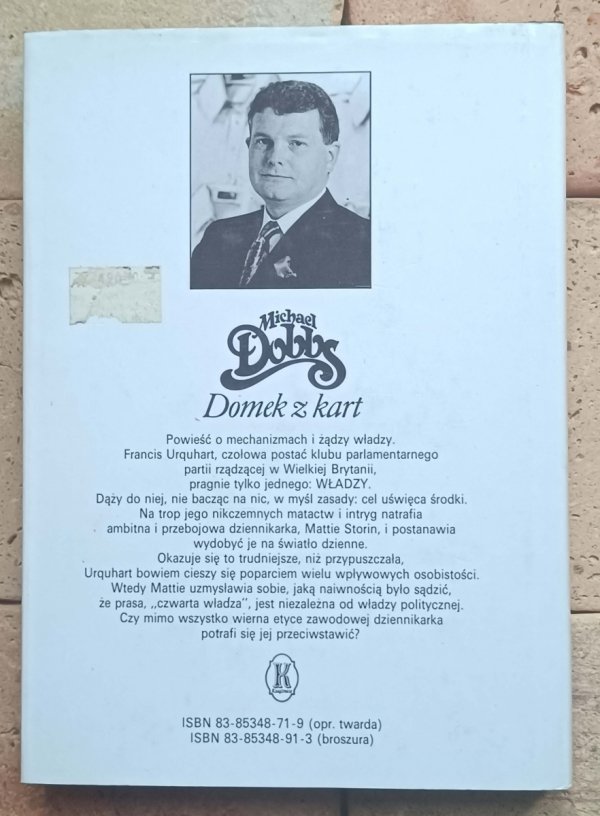 Michael
Dobbs
Domek z kart
Powieść o mechanizmach i żądzy władzy.
Francis Urquhart, czołowa postać klubu parlamentarnego
partii rządzącej w Wielkiej Brytanii,
pragnie tylko jednego: WŁADZY.
Dąży do niej, nie bacząc na nic, w myśl zasady: cel uświęca środki.
Na trop jego nikczemnych matactw i intryg natrafia
ambitna i przebojowa dziennikarka, Mattie Storin, i postanawia
wydobyć je na światło dzienne.
Okazuje się to trudniejsze, niż przypuszczała,
Urquhart bowiem cieszy się poparciem wielu wpływowych osobistości.
Wtedy Mattie uzmysławia sobie, jaką naiwnością było sądzić,
że prasa, „czwarta władza”, jest niezależna od władzy politycznej.
Czy mimo wszystko wierna etyce zawodowej dziennikarka
potrafi się jej przeciwstawić?
K
ISBN 83-85348-71-9 (opr. twarda)
ISBN 83-85348-91-3 (broszura)